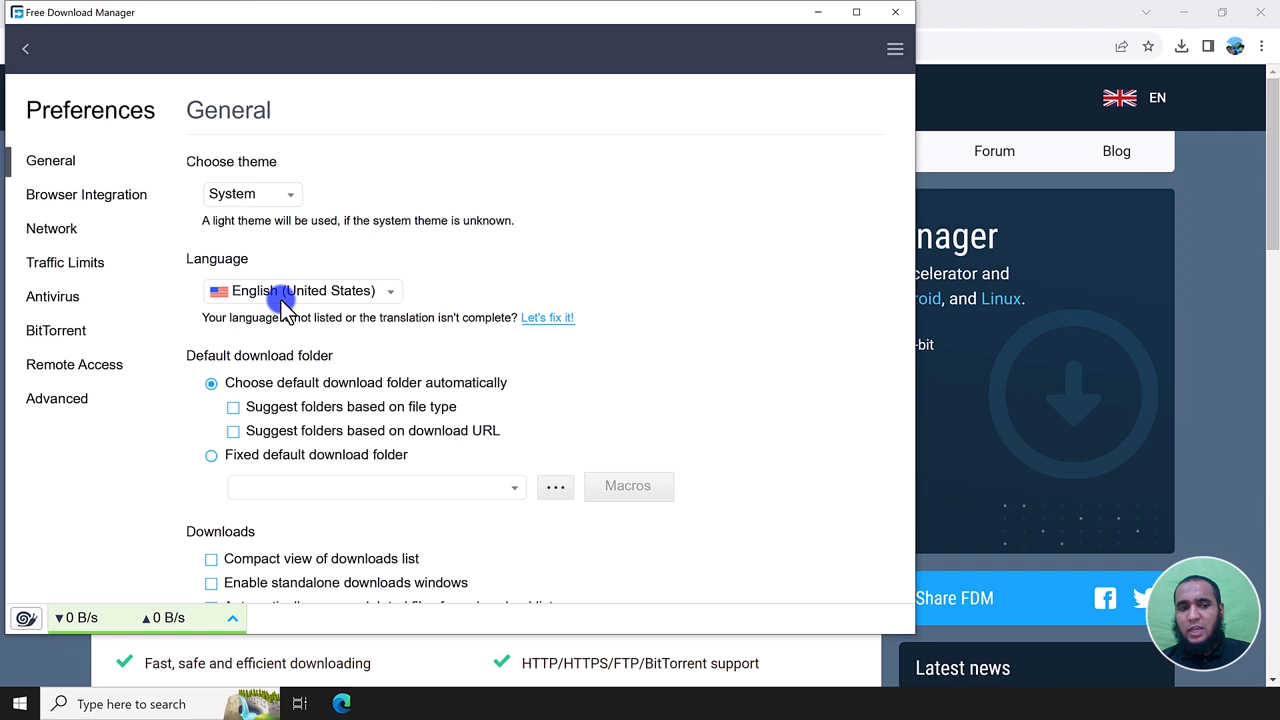 Free Download Manager
Preferences
General
Browser Integration
Network
Traffic Limits
Antivirus
BitTorrent
Remote Access
Advanced
General
Choose theme
System
A light theme will be used, if the system theme is unknown.
Language
English (United States)
Your language not listed or the translation isn't complete? Let's fix it!
Default download folder
Choose default download folder automatically
Suggest folders based on file type
Suggest folders based on download URL
Fixed default download folder
Macros
Downloads
Compact view of downloads list
Enable standalone downloads windows
0 B/s
0 B/s
EN
Forum
Blog
nager
celerator and
roid, and Linux.
-bit
Share FDM
Latest news
Fast, safe and efficient downloading
HTTP/HTTPS/FTP/BitTorrent support
Type here to search